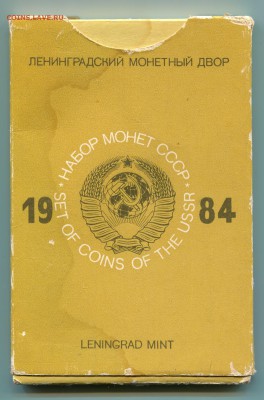 COINS.LAVE.RU
ЛЕНИНГРАДСКИЙ МОНЕТНЫЙ ДВОР
НАБОР МОНЕТ СССР
19 84
SET OF COINS OF THE USSR
LENINGRAD MINT